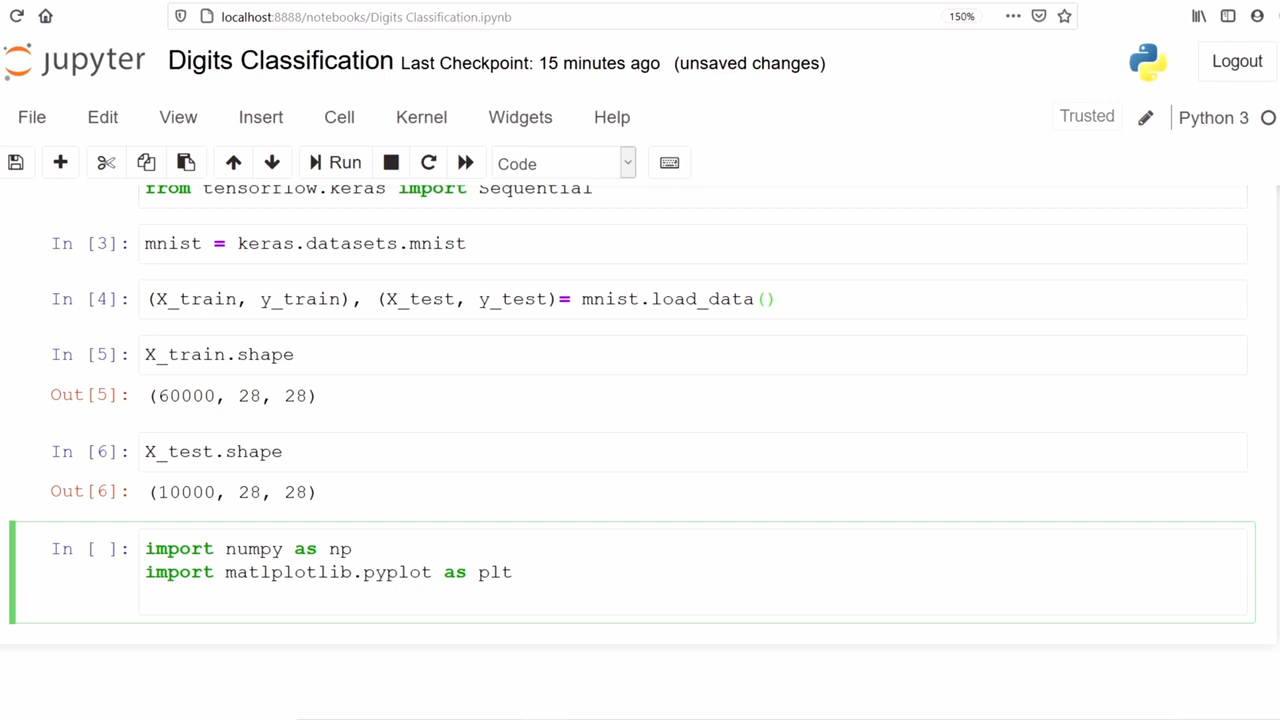 localhost:8888/notebooks/Digits Classification.ipynb 150%
jupyter Digits Classification Last Checkpoint: 15 minutes ago (unsaved changes) Logout
File Edit View Insert Cell Kernel Widgets Help Trusted Python 3
Run Code
from tensorflow.keras import Sequential
In [3]: mnist = keras.datasets.mnist
In [4]: (X_train, y_train), (X_test, y_test)= mnist.load_data()
In [5]: X_train.shape
Out[5]: (60000, 28, 28)
In [6]: X_test.shape
Out[6]: (10000, 28, 28)
In [ ]: import numpy as np
import matlplotlib.pyplot as plt